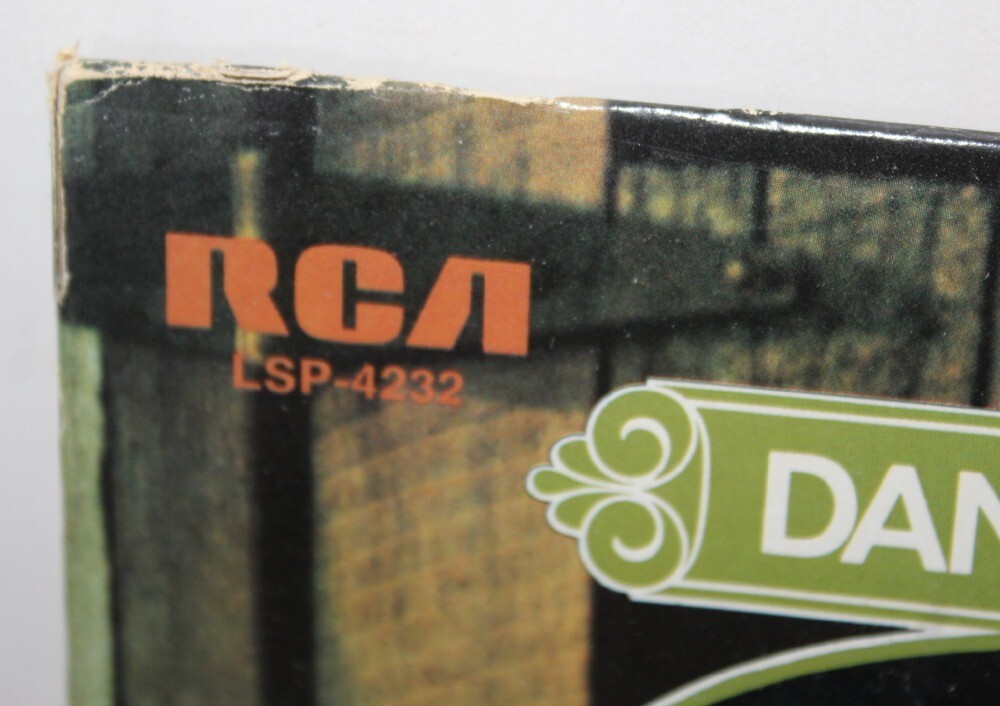 RCA
LSP-4232
DAN